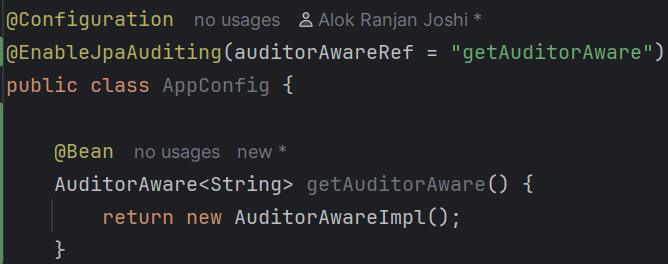 @Configuration no usages Alok Ranjan Joshi *
@EnableJpaAuditing(auditorAwareRef = "getAuditorAware")
public class AppConfig {
@Bean no usages new *
AuditorAware<String> getAuditorAware() {
return new AuditorAwareImpl();
}